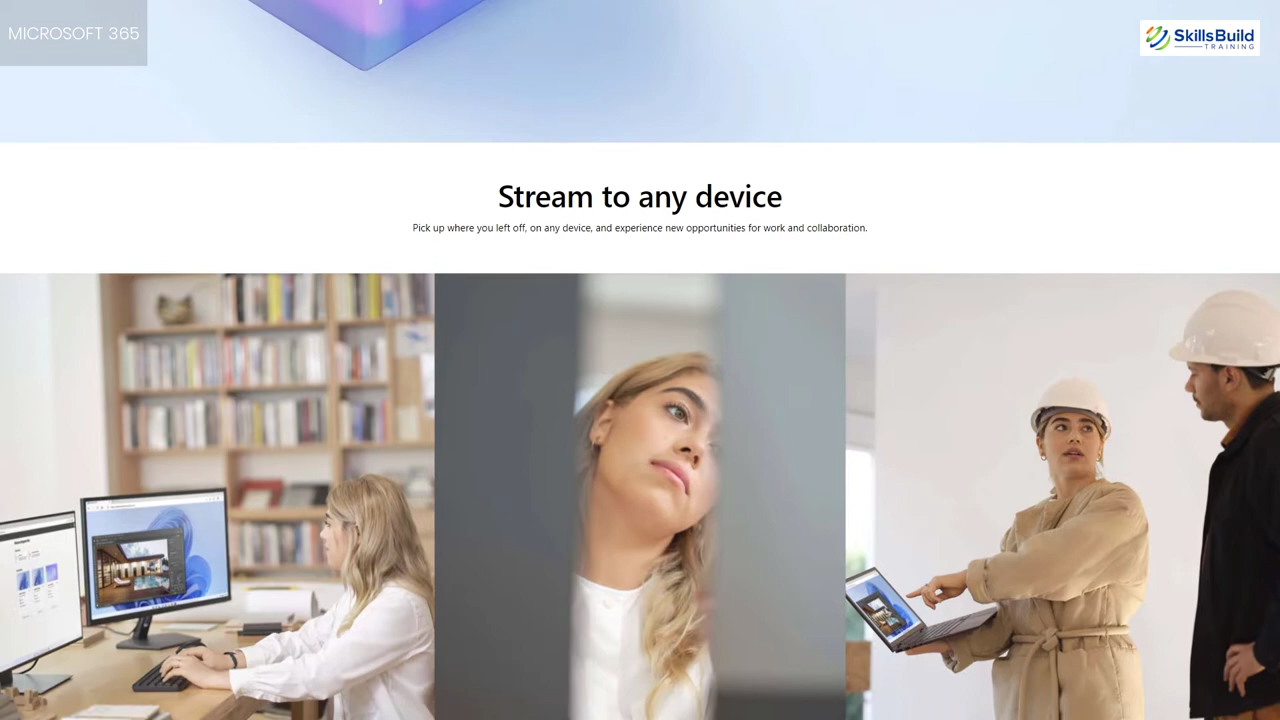 MICROSOFT 365
SkillsBuild
TRAINING
Stream to any device
Pick up where you left off, on any device, and experience new opportunities for work and collaboration.